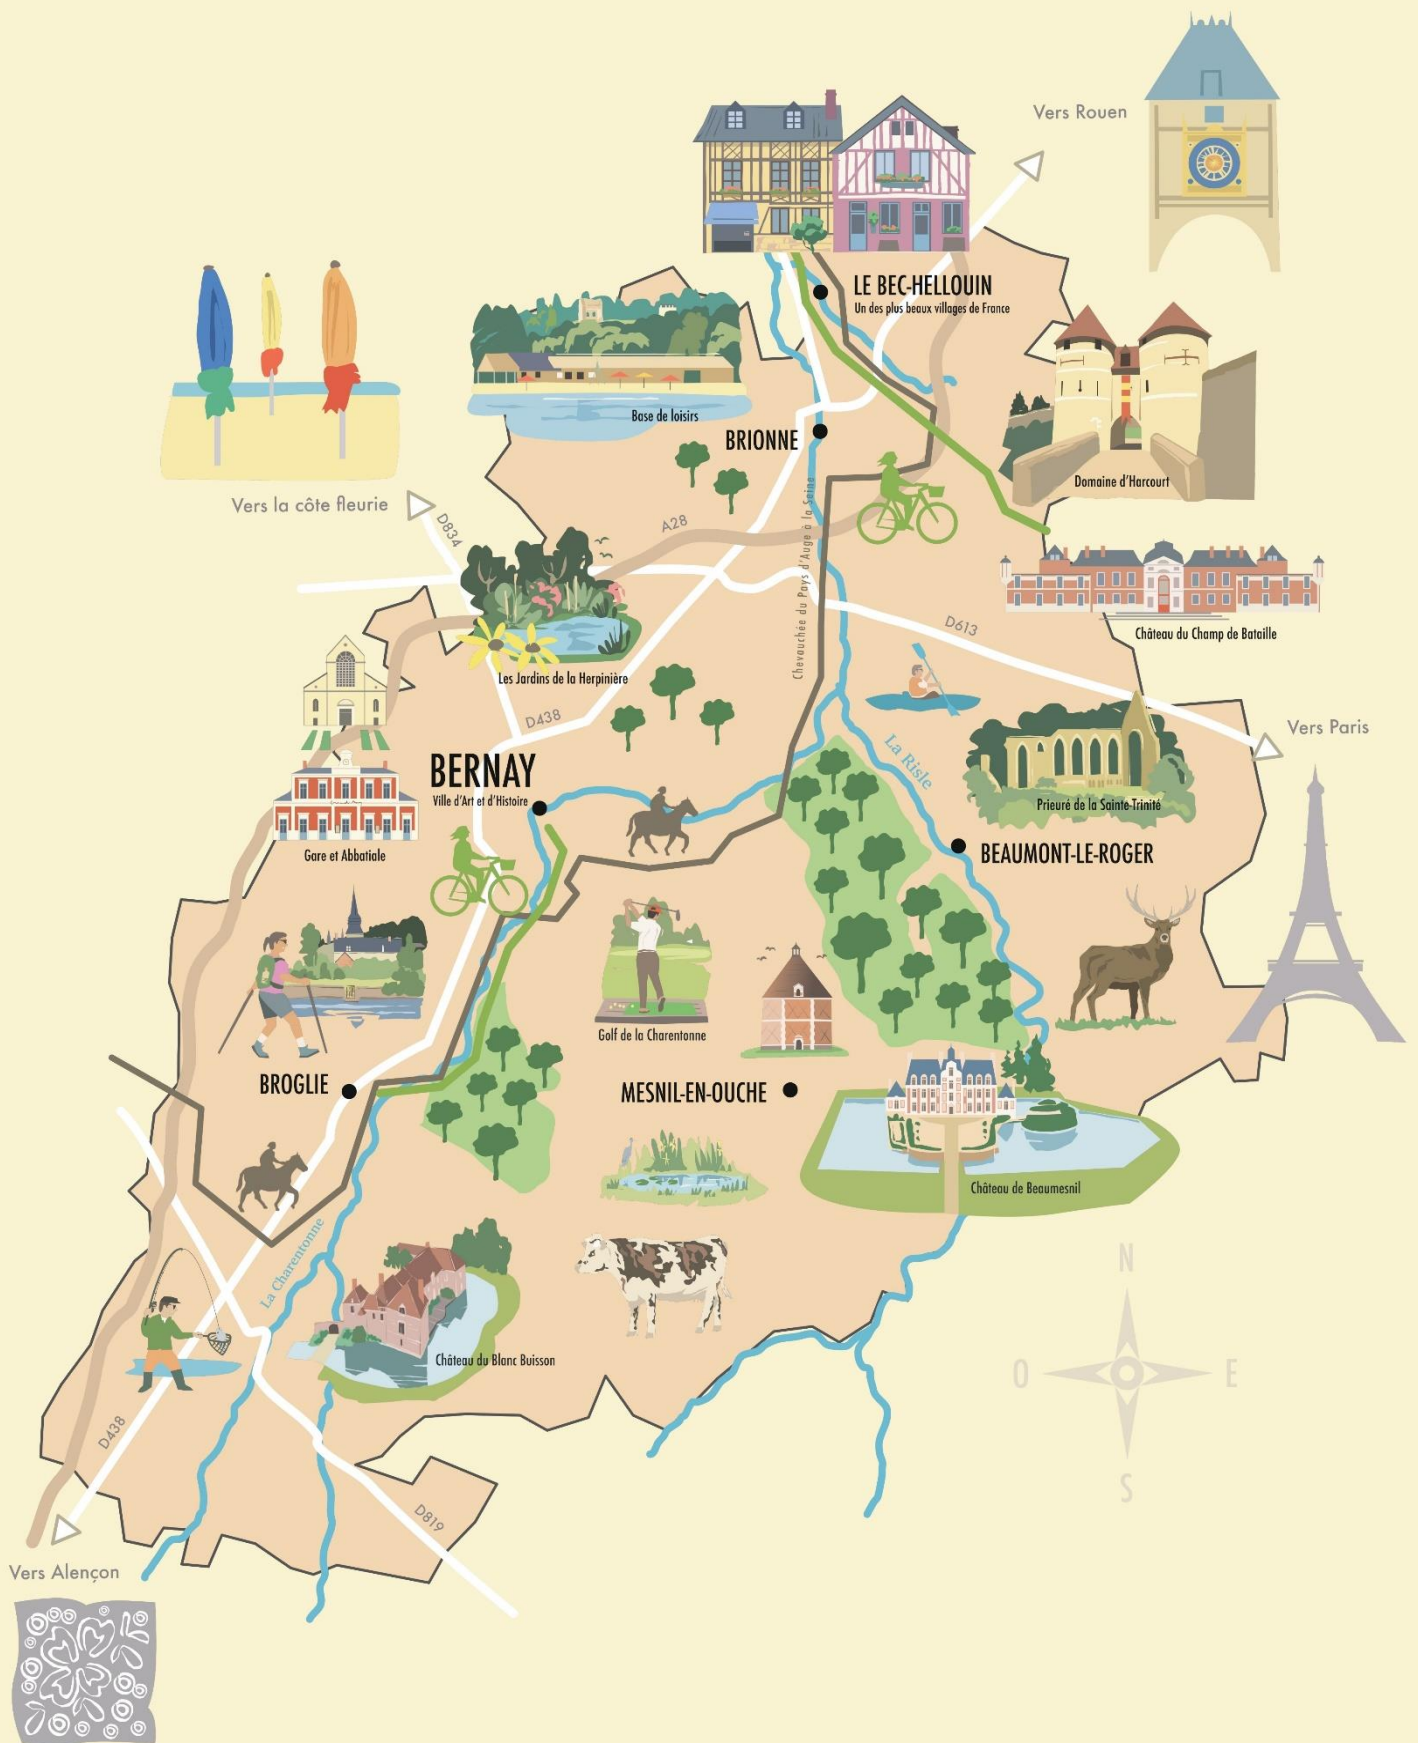 Vers Rouen
LE BEC-HELLOUIN
Un des plus beaux villages de France
Base de loisirs
BRIONNE
Domaine d'Harcourt
Vers la côte fleurie
D834
A28
Chevauchée du Pays d'Auge à la Seine
D613
Château du Champ de Bataille
Les Jardins de la Herpinière
D438
Vers Paris
La Risle
BERNAY
Ville d'Art et d'Histoire
Prieuré de la Sainte-Trinité
Gare et Abbatiale
BEAUMONT-LE-ROGER
Golf de la Charentonne
BROGLIE
MESNIL-EN-OUCHE
Château de Beaumesnil
La Charentonne
Château du Blanc Buisson
N
O
E
S
D438
D819
Vers Alençon